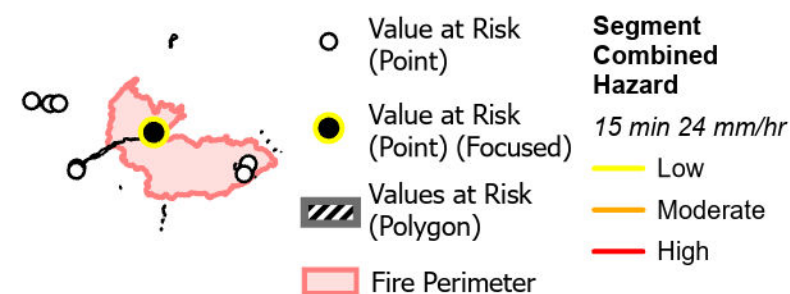 Value at Risk
(Point)
Value at Risk
(Point) (Focused)
Values at Risk
(Polygon)
Fire Perimeter
Segment
Combined
Hazard
15 min 24 mm/hr
Low
Moderate
High